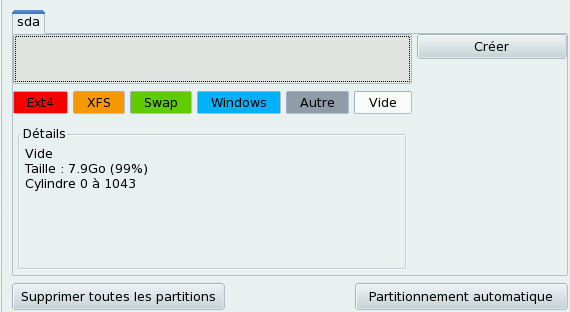 sda
Créer
Ext4 XFS Swap Windows Autre Vide
Détails
Vide
Taille : 7.9Go (99%)
Cylindre 0 à 1043
Supprimer toutes les partitions Partitionnement automatique